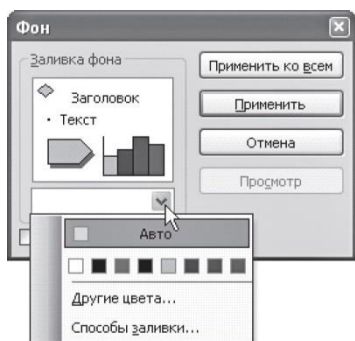 Фон
Заливка фона
Заголовок
• Текст
Применить ко всем
Применить
Отмена
Просмотр
Авто
Другие цвета...
Способы заливки...